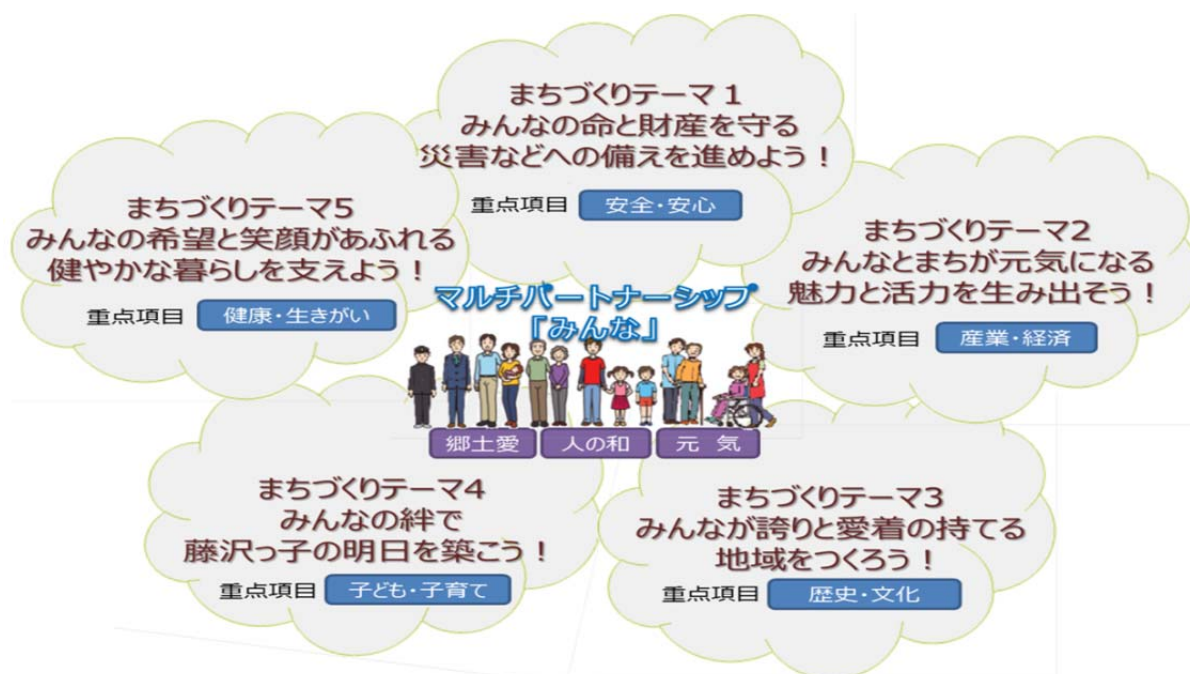 まちづくりテーマ 1
みんなの命と財産を守る
災害などへの備えを進めよう！
重点項目 安全・安心
まちづくりテーマ2
みんなとまちが元気になる
魅力と活力を生み出そう！
重点項目 産業・経済
まちづくりテーマ3
みんなが誇りと愛着の持てる
地域をつくろう！
重点項目 歴史・文化
まちづくりテーマ4
みんなの絆で
藤沢っ子の明日を築こう！
重点項目 子ども・子育て
まちづくりテーマ5
みんなの希望と笑顔があふれる
健やかな暮らしを支えよう！
重点項目 健康・生きがい
マルチパートナーシップ
「みんな」
郷土愛 人の和 元 気